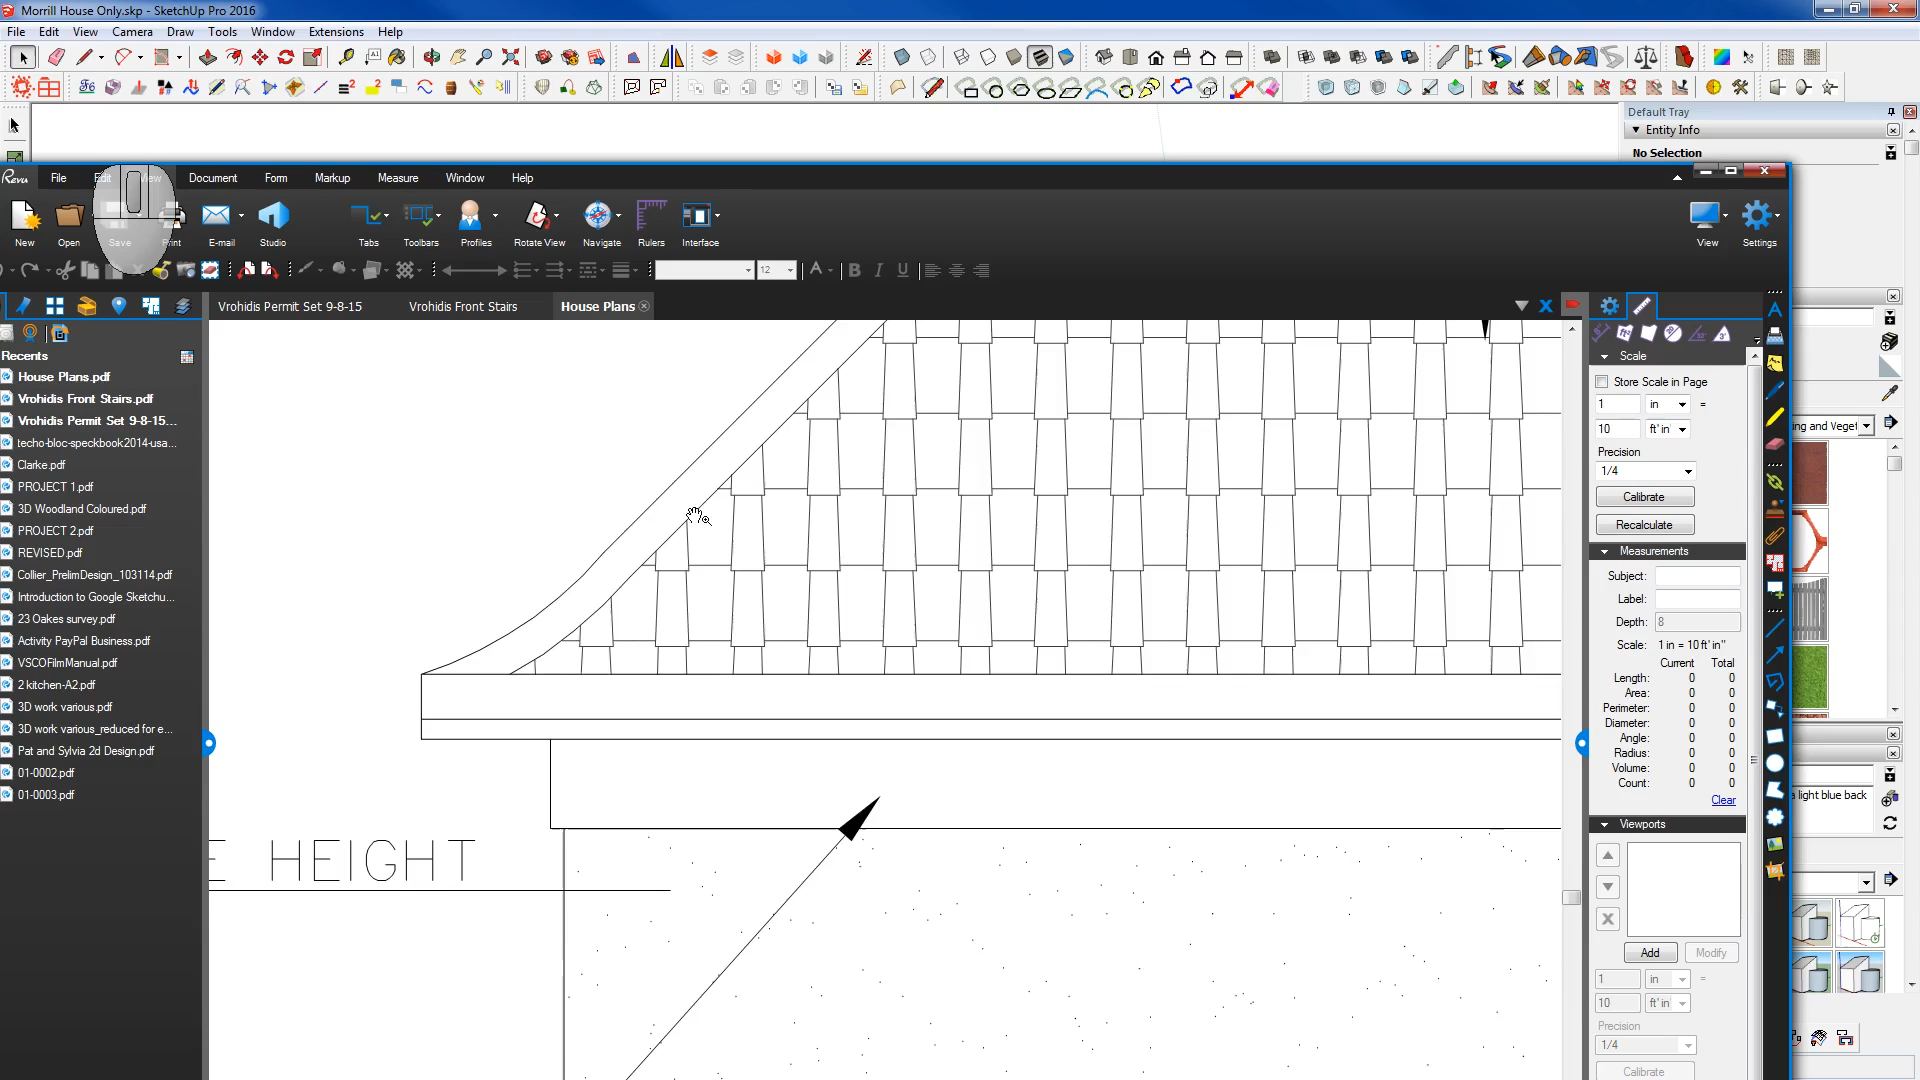 Morrill House Only.skp - SketchUp Pro 2016
File Edit View Camera Draw Tools Window Extensions Help
Default Tray
Entity Info
No Selection
Revu File Edit View Document Form Markup Measure Window Help
New Open Save Print E-mail Studio Tabs Toolbars Profiles Rotate View Navigate Rulers Interface View Settings
12 A B I U
Vrohidis Permit Set 9-8-15 Vrohidis Front Stairs House Plans
Recents
House Plans.pdf
Vrohidis Front Stairs.pdf
Vrohidis Permit Set 9-8-15...
techo-bloc-speckbook2014-usa...
Clarke.pdf
PROJECT 1.pdf
3D Woodland Coloured.pdf
PROJECT 2.pdf
REVISED.pdf
Collier_PrelimDesign_103114.pdf
Introduction to Google Sketchu...
23 Oakes survey.pdf
Activity PayPal Business.pdf
VSCOFilmManual.pdf
2 kitchen-A2.pdf
3D work various.pdf
3D work various_reduced for e...
Pat and Sylvia 2d Design.pdf
01-0002.pdf
01-0003.pdf
E HEIGHT
Scale
Store Scale in Page
1 in =
10 ft' in"
Precision
1/4
Calibrate
Recalculate
Measurements
Subject:
Label:
Depth: 8
Scale: 1 in = 10 ft' in"
Current Total
Length: 0 0
Area: 0 0
Perimeter: 0 0
Diameter: 0 0
Angle: 0 0
Radius: 0 0
Volume: 0 0
Count: 0 0
Clear
Viewports
Add Modify
1 in =
10 ft' in"
Precision
1/4
Calibrate
ing and Veget
a light blue back